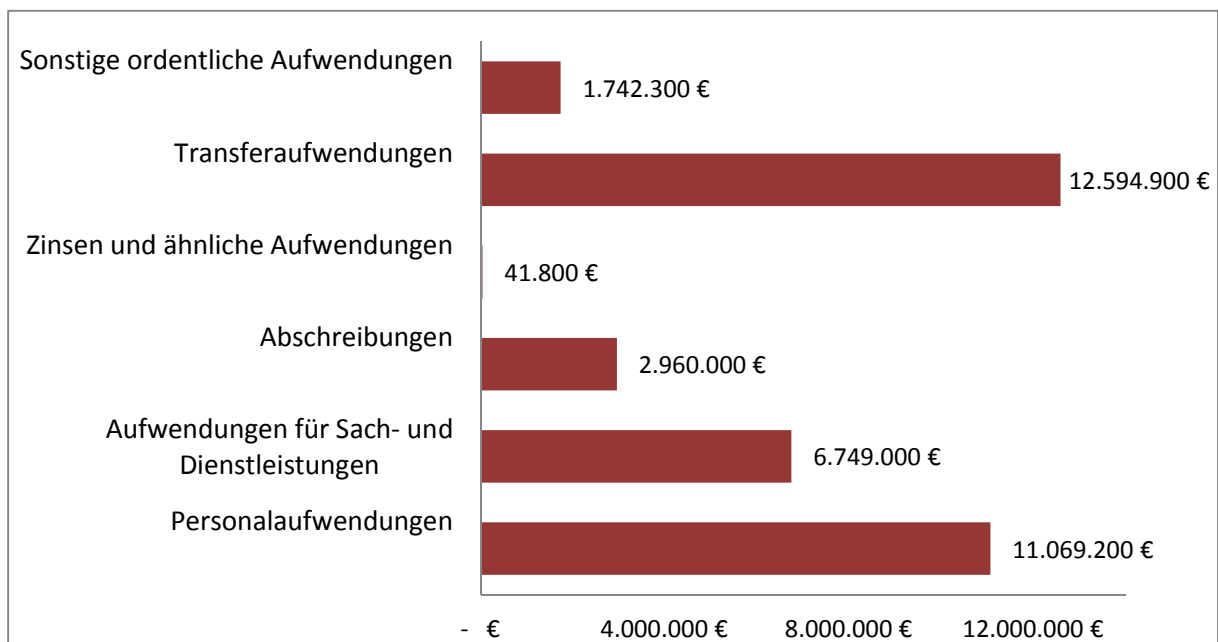 Sonstige ordentliche Aufwendungen
1.742.300 €
Transferaufwendungen
12.594.900 €
Zinsen und ähnliche Aufwendungen
41.800 €
Abschreibungen
2.960.000 €
Aufwendungen für Sach- und
Dienstleistungen
6.749.000 €
Personalaufwendungen
11.069.200 €
- € 4.000.000 € 8.000.000 € 12.000.000 €